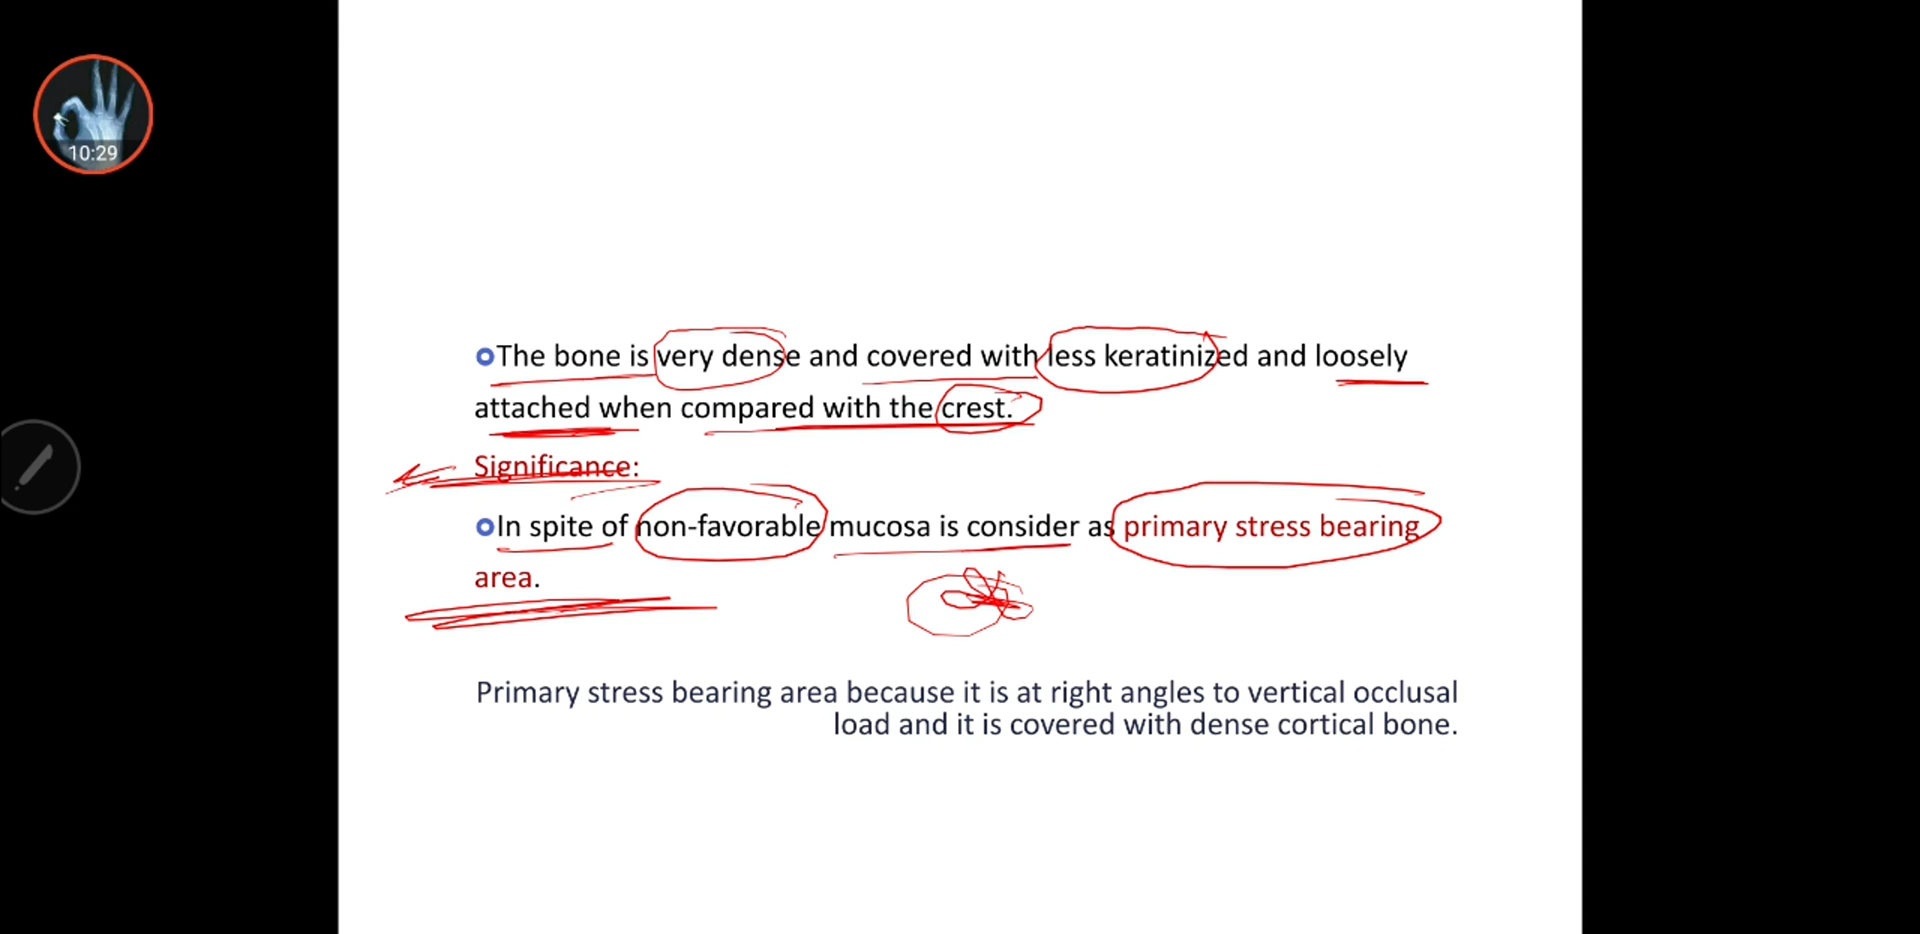 10:29
The bone is very dense and covered with less keratinized and loosely
attached when compared with the crest.
Significance:
In spite of non-favorable mucosa is consider as primary stress bearing
area.
Primary stress bearing area because it is at right angles to vertical occlusal
load and it is covered with dense cortical bone.